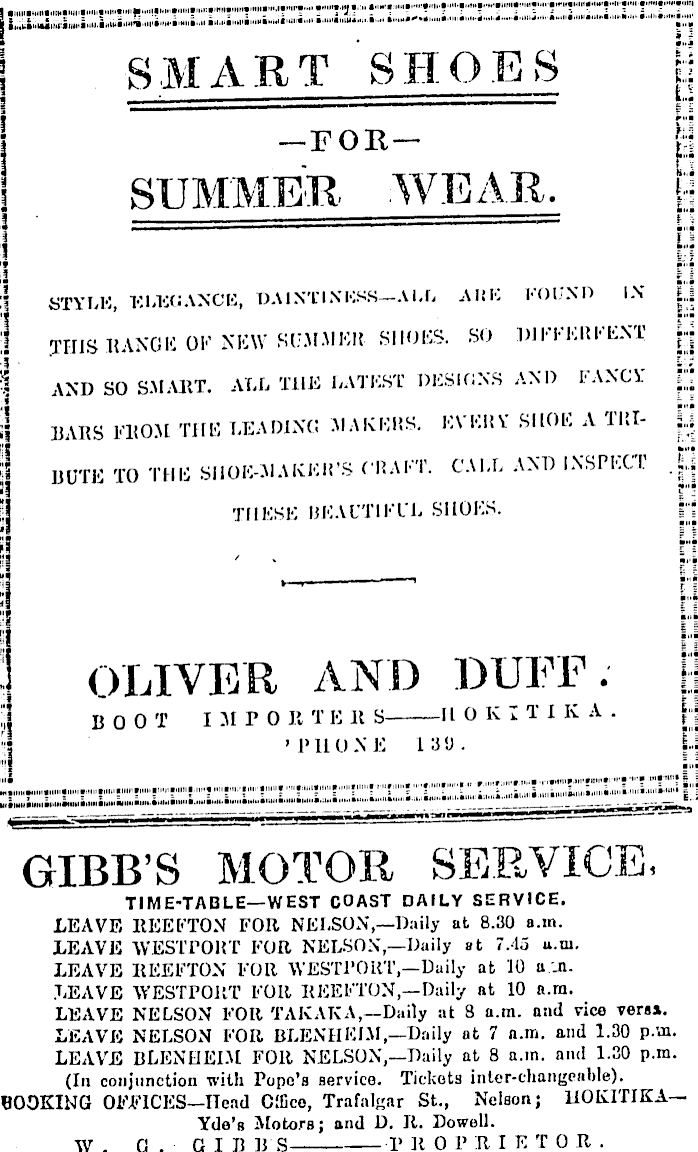 SMART SHOES
—FOR—
SUMMER WEAR.
STYLE, ELEGANCE, DAINTINESS—ALL ARE FOUND IN
THIS RANGE OF NEW SUMMER SHOES. SO DIFFERFENT
AND SO SMART. ALL THE LATEST DESIGNS AND FANCY
BARS FROM THE LEADING MAKERS. EVERY SHOE A TRI-
BUTE TO THE SHOE-MAKER'S CRAFT. CALL AND INSPECT
THESE BEAUTIFUL SHOES.
OLIVER AND DUFF.
BOOT IMPORTERS——HOKITIKA.
'PHONE 139.
GIBB'S MOTOR SERVICE,
TIME-TABLE—WEST COAST DAILY SERVICE.
LEAVE REEFTON FOR NELSON,—Daily at 8.30 a.m.
LEAVE WESTPORT FOR NELSON,—Daily at 7.45 a.m.
LEAVE REEFTON FOR WESTPORT,—Daily at 10 a.m.
LEAVE WESTPORT FOR REEFTON,—Daily at 10 a.m.
LEAVE NELSON FOR TAKAKA,—Daily at 8 a.m. and vice versa.
LEAVE NELSON FOR BLENHEIM,—Daily at 7 a.m. and 1.30 p.m.
LEAVE BLENHEIM FOR NELSON,—Daily at 8 a.m. and 1.30 p.m.
(In conjunction with Pope's service. Tickets inter-changeable).
BOOKING OFFICES—Head Office, Trafalgar St., Nelson; HOKITIKA—
Yde's Motors; and D. R. Dowell.
W. G. GIBBS———PROPRIETOR.